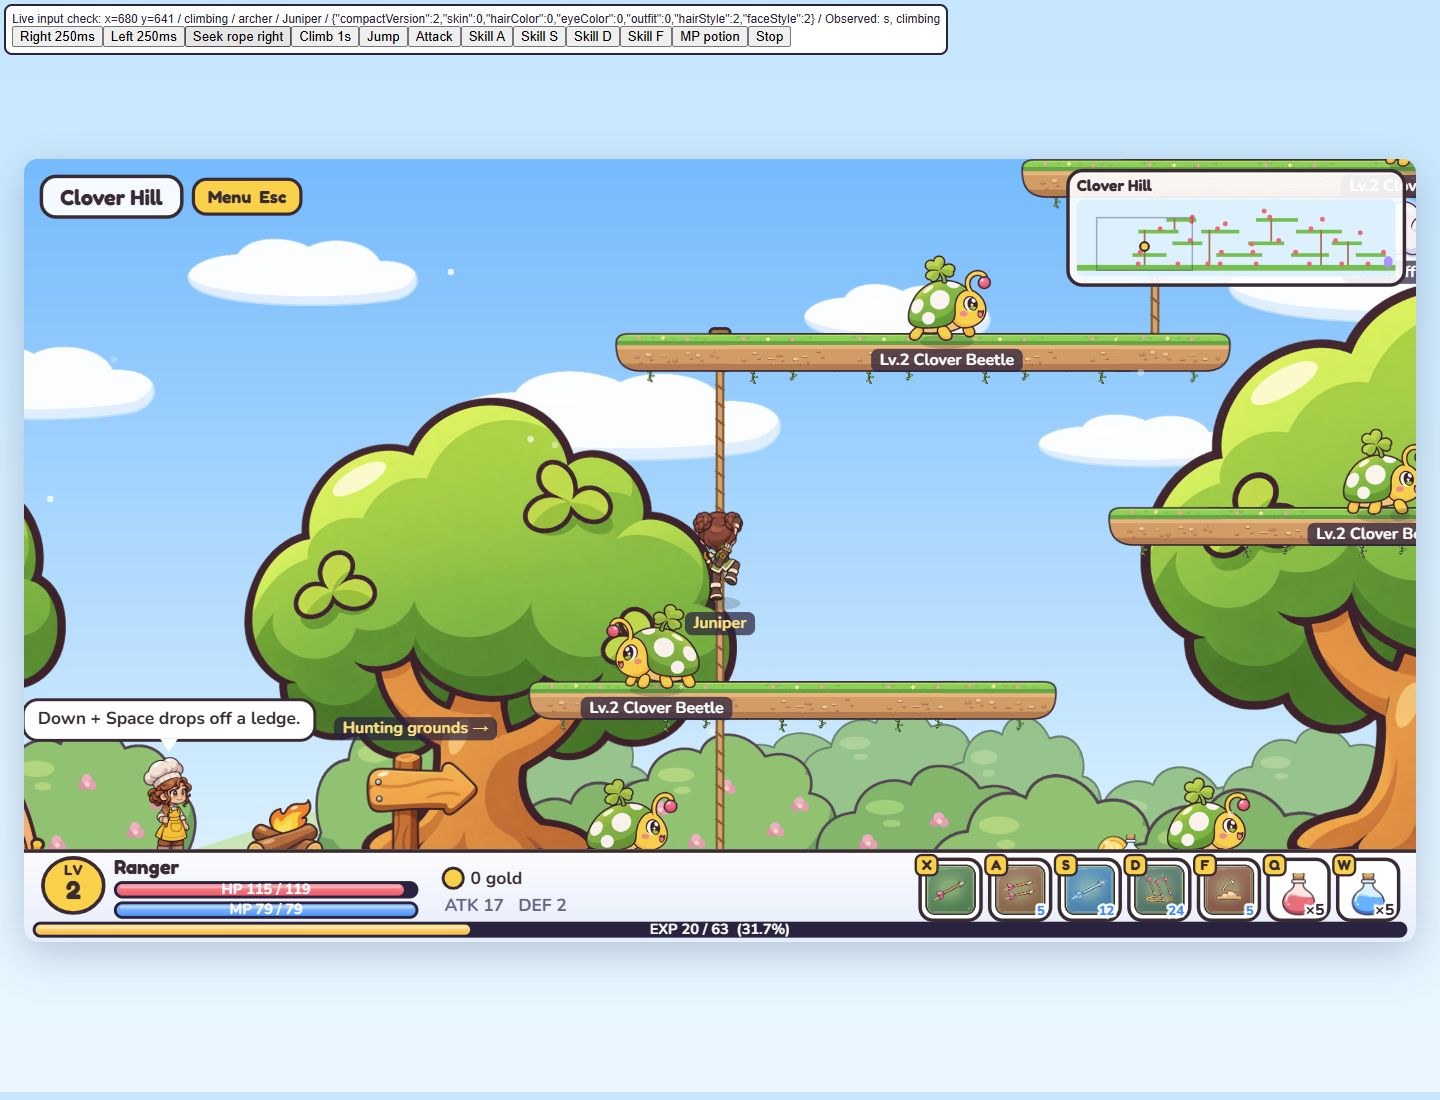 Live input check: x=680 y=641 / climbing / archer / Juniper / {"compactVersion":2,"skin":0,"hairColor":0,"eyeColor":0,"outfit":0,"hairStyle":2,"faceStyle":2} / Observed: s, climbing
Right 250ms Left 250ms Seek rope right Climb 1s Jump Attack Skill A Skill S Skill D Skill F MP potion Stop
Clover Hill Menu Esc
Clover Hill
Lv.2 Clov
ff
Lv.2 Clover Beetle
Lv.2 Clover Be
Juniper
Lv.2 Clover Beetle
Down + Space drops off a ledge.
Hunting grounds →
LV
2
Ranger
HP 115 / 119
MP 79 / 79
0 gold
ATK 17 DEF 2
X A S D F Q W
5 12 24 5 ×5 ×5
EXP 20 / 63 (31.7%)